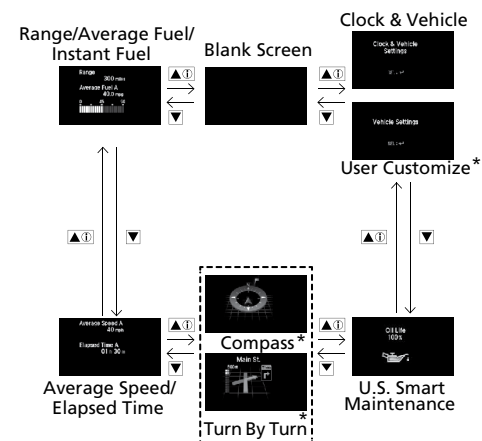 Range/Average Fuel/
Instant Fuel
Range
300 miles
Average Fuel A
40.0 mpg
Blank Screen
Clock & Vehicle
Clock & Vehicle
Settings
Vehicle Settings
User Customize*
Average Speed A
40 mph
Elapsed Time A
01 h 30 m
Average Speed/
Elapsed Time
Compass*
Main St.
*
Turn By Turn
Oil Life
100%
U.S. Smart
Maintenance